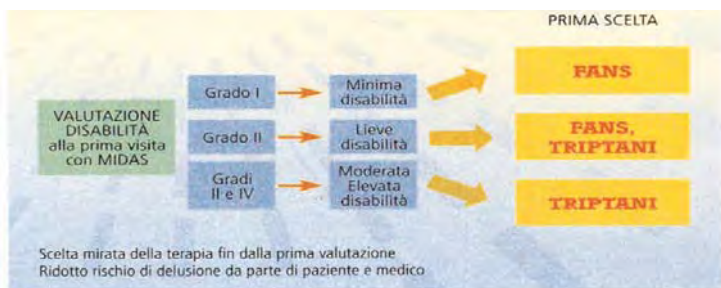 PRIMA SCELTA
VALUTAZIONE
DISABILITÀ
alla prima visita
con MIDAS
Grado I
Minima
disabilità
FANS
Grado II
Lieve
disabilità
FANS,
TRIPTANI
Gradi
II e IV
Moderata
Elevata
disabilità
TRIPTANI
Scelta mirata della terapia fin dalla prima valutazione
Ridotto rischio di delusione da parte di paziente e medico